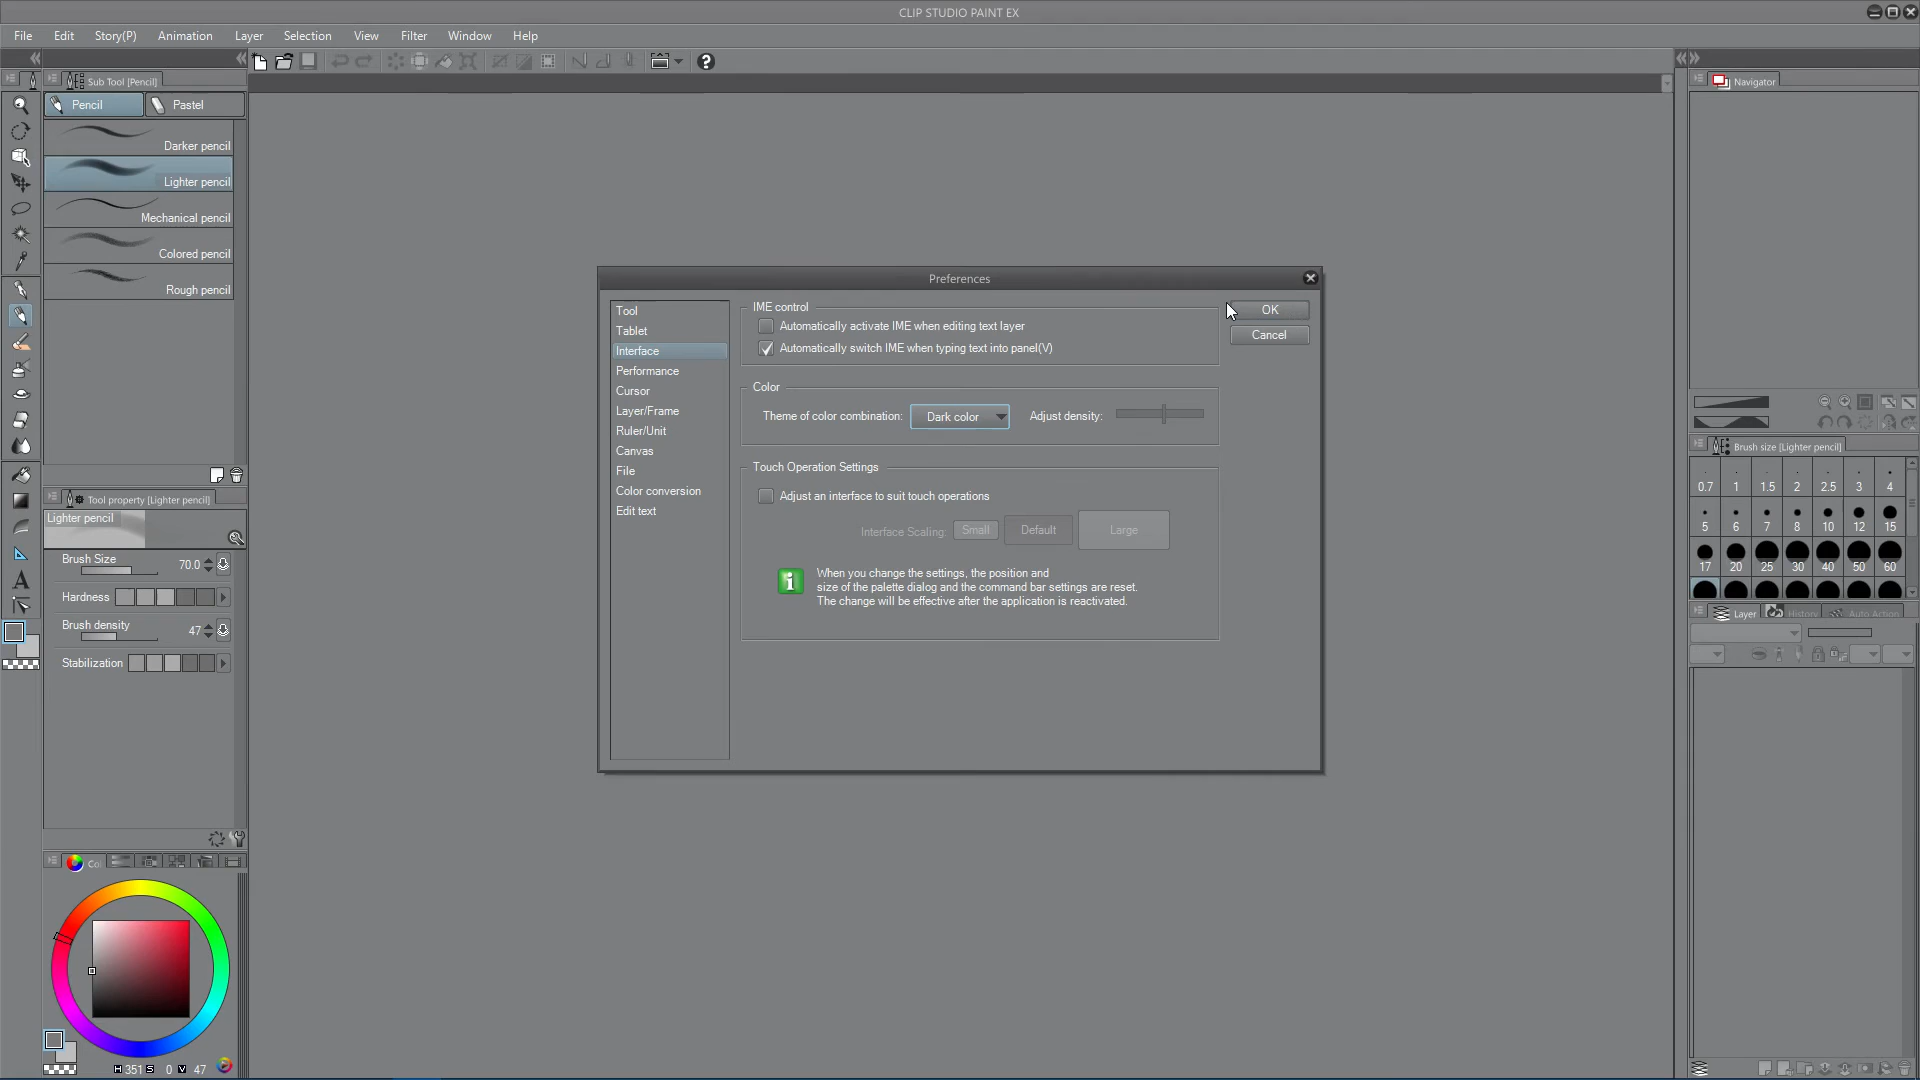 CLIP STUDIO PAINT EX
File Edit Story(P) Animation Layer Selection View Filter Window Help
Sub Tool [Pencil]
Pencil Pastel
Darker pencil
Lighter pencil
Mechanical pencil
Colored pencil
Rough pencil
Tool property [Lighter pencil]
Lighter pencil
Brush Size 70.0
Hardness
Brush density 47
Stabilization
Co
H 351 S 0 V 47
Preferences
Tool
Tablet
Interface
Performance
Cursor
Layer/Frame
Ruler/Unit
Canvas
File
Color conversion
Edit text
IME control
Automatically activate IME when editing text layer
Automatically switch IME when typing text into panel(V)
Color
Theme of color combination: Dark color Adjust density:
Touch Operation Settings
Adjust an interface to suit touch operations
Interface Scaling: Small Default Large
When you change the settings, the position and
size of the palette dialog and the command bar settings are reset.
The change will be effective after the application is reactivated.
OK
Cancel
Navigator
Brush size [Lighter pencil]
0.7 1 1.5 2 2.5 3 4
5 6 7 8 10 12 15
17 20 25 30 40 50 60
Layer History Auto Action